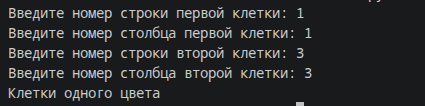 Введите номер строки первой клетки: 1
Введите номер столбца первой клетки: 1
Введите номер строки второй клетки: 3
Введите номер столбца второй клетки: 3
Клетки одного цвета